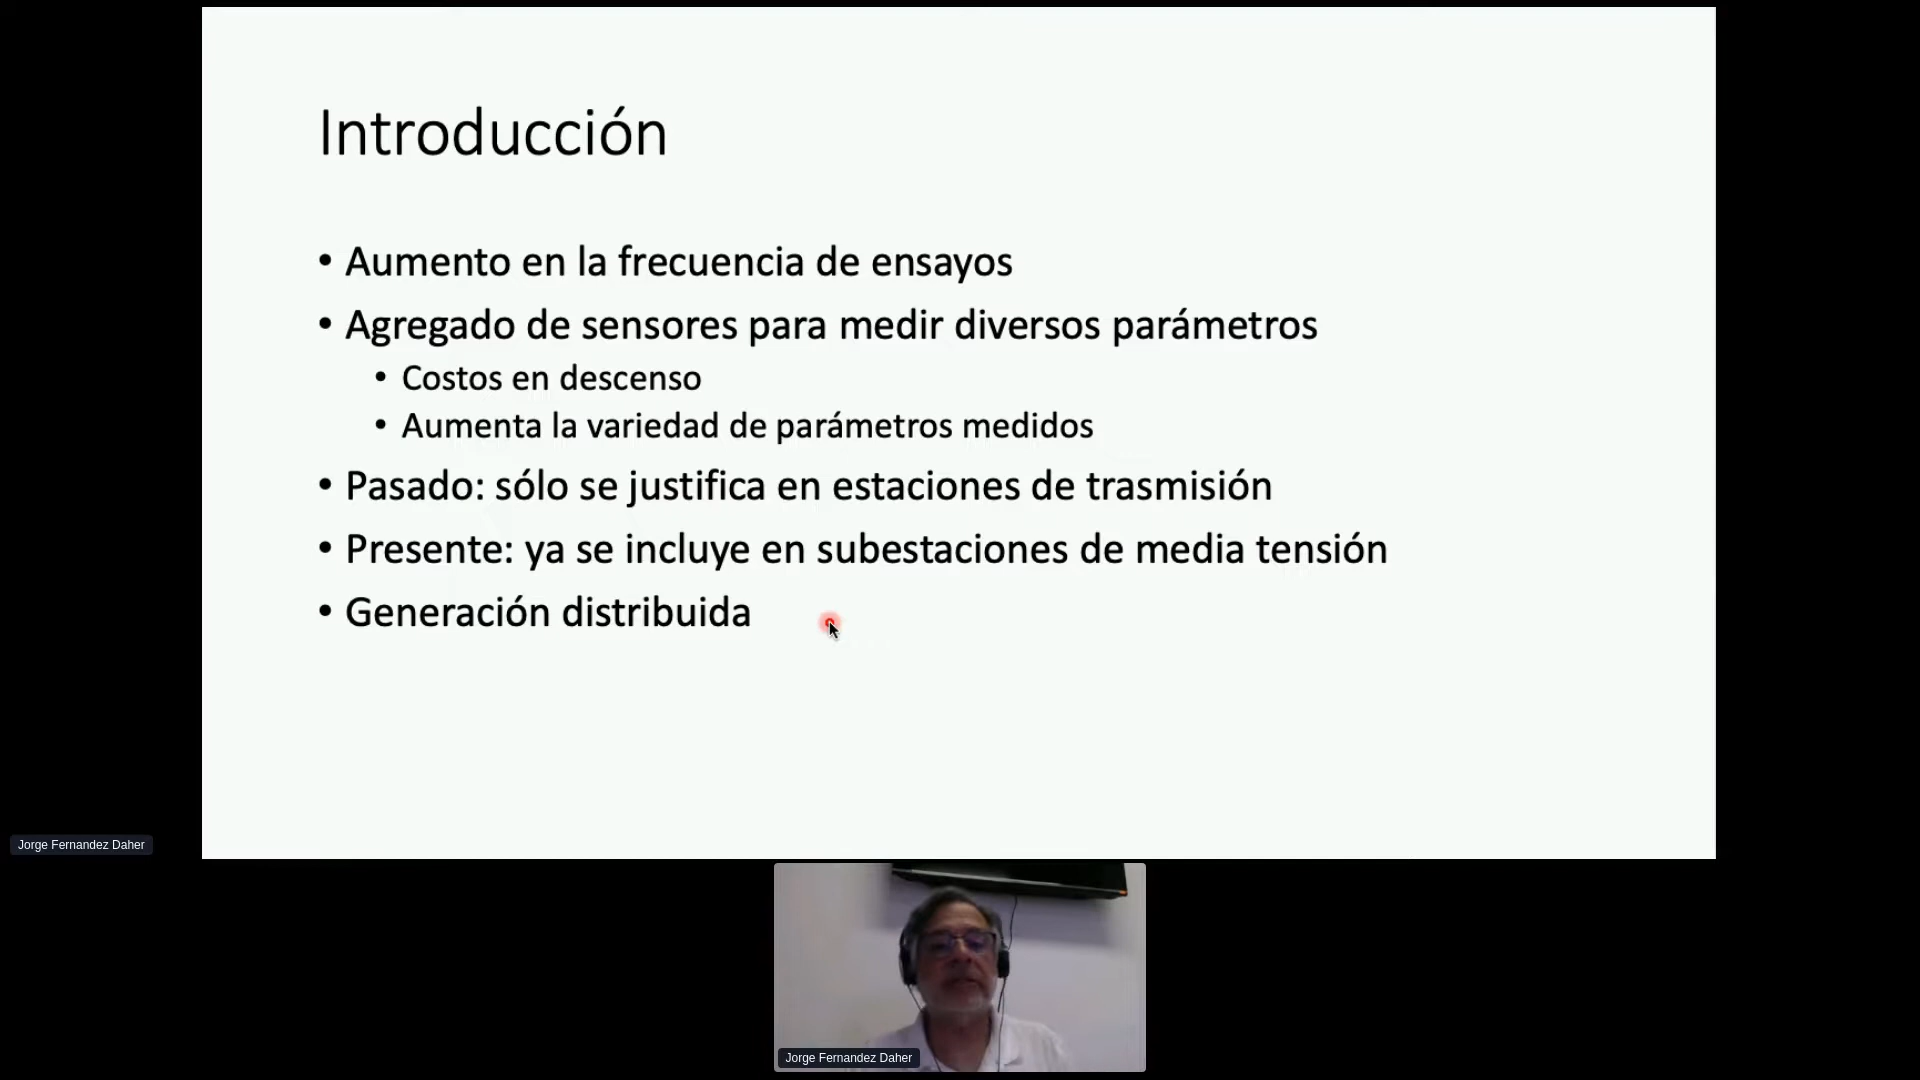 Introducción
• Aumento en la frecuencia de ensayos
• Agregado de sensores para medir diversos parámetros
• Costos en descenso
• Aumenta la variedad de parámetros medidos
• Pasado: sólo se justifica en estaciones de trasmisión
• Presente: ya se incluye en subestaciones de media tensión
• Generación distribuida
Jorge Fernandez Daher
Jorge Fernandez Daher